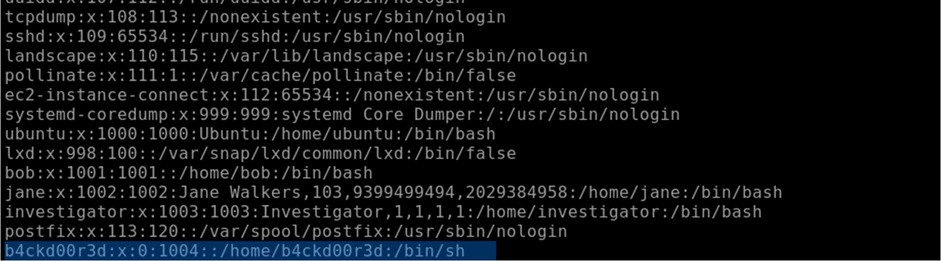 tcpdump:x:108:113::/nonexistent:/usr/sbin/nologin
sshd:x:109:65534::/run/sshd:/usr/sbin/nologin
landscape:x:110:115::/var/lib/landscape:/usr/sbin/nologin
pollinate:x:111:1::/var/cache/pollinate:/bin/false
ec2-instance-connect:x:112:65534::/nonexistent:/usr/sbin/nologin
systemd-coredump:x:999:999:systemd Core Dumper:/:/usr/sbin/nologin
ubuntu:x:1000:1000:Ubuntu:/home/ubuntu:/bin/bash
lxd:x:998:100::/var/snap/lxd/common/lxd:/bin/false
bob:x:1001:1001::/home/bob:/bin/bash
jane:x:1002:1002:Jane Walkers,103,9399499494,2029384958:/home/jane:/bin/bash
investigator:x:1003:1003:Investigator,1,1,1,1:/home/investigator:/bin/bash
postfix:x:113:120::/var/spool/postfix:/usr/sbin/nologin
b4ckd00r3d:x:0:1004::/home/b4ckd00r3d:/bin/sh